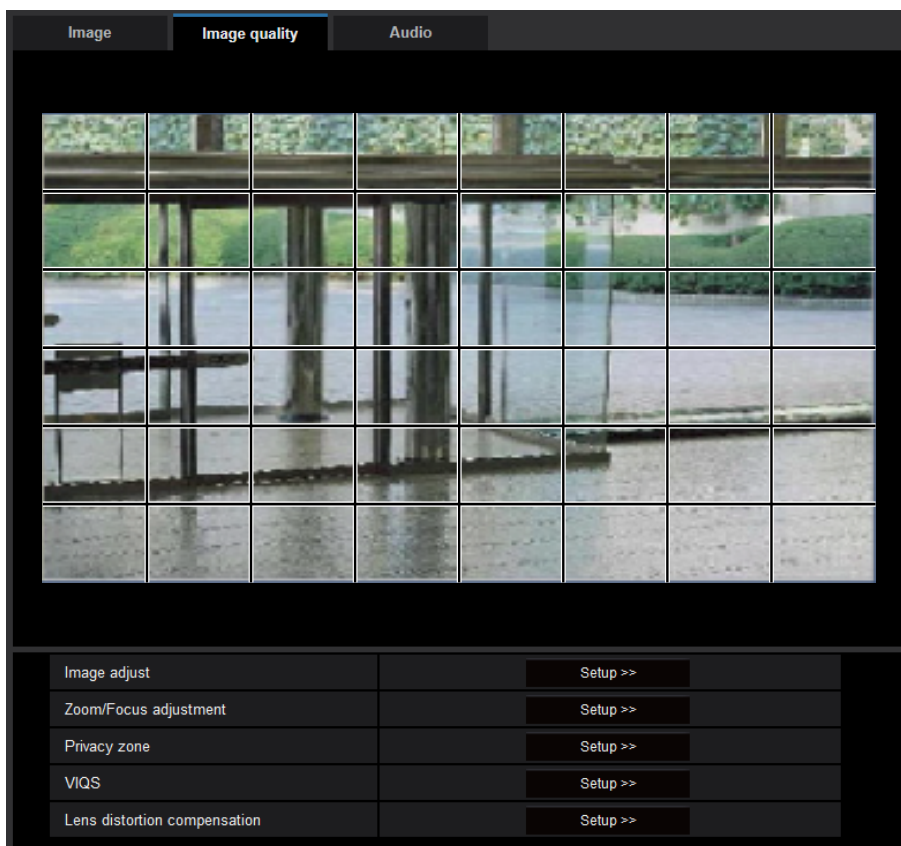 Image Image quality Audio
Image adjust Setup >>
Zoom/Focus adjustment Setup >>
Privacy zone Setup >>
VIQS Setup >>
Lens distortion compensation Setup >>